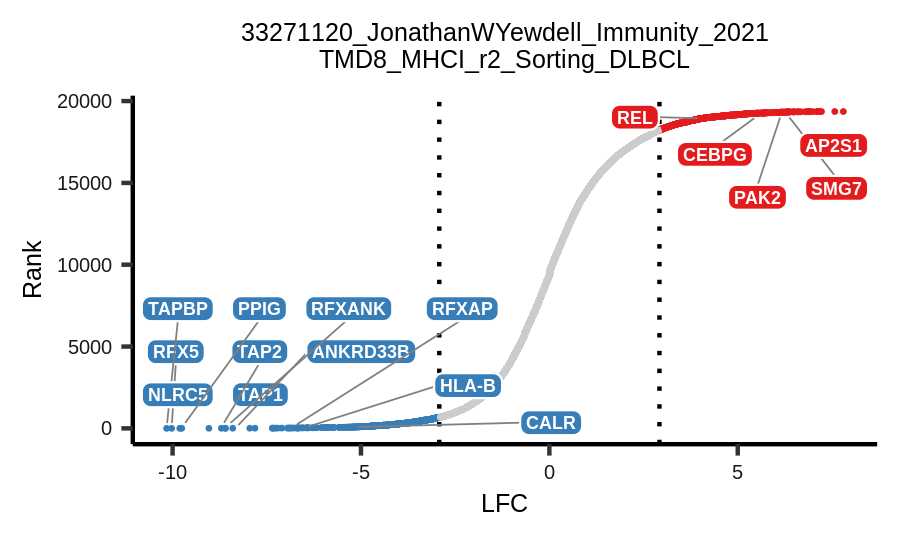 33271120_JonathanWYewdell_Immunity_2021
TMD8_MHCI_r2_Sorting_DLBCL
20000
15000
10000
5000
0
Rank
REL
CEBPG
AP2S1
PAK2
SMG7
TAPBP
PPIG
RFXANK
RFXAP
RFX5
TAP2
ANKRD33B
NLRC5
TAP1
HLA-B
CALR
-10
-5
0
5
LFC